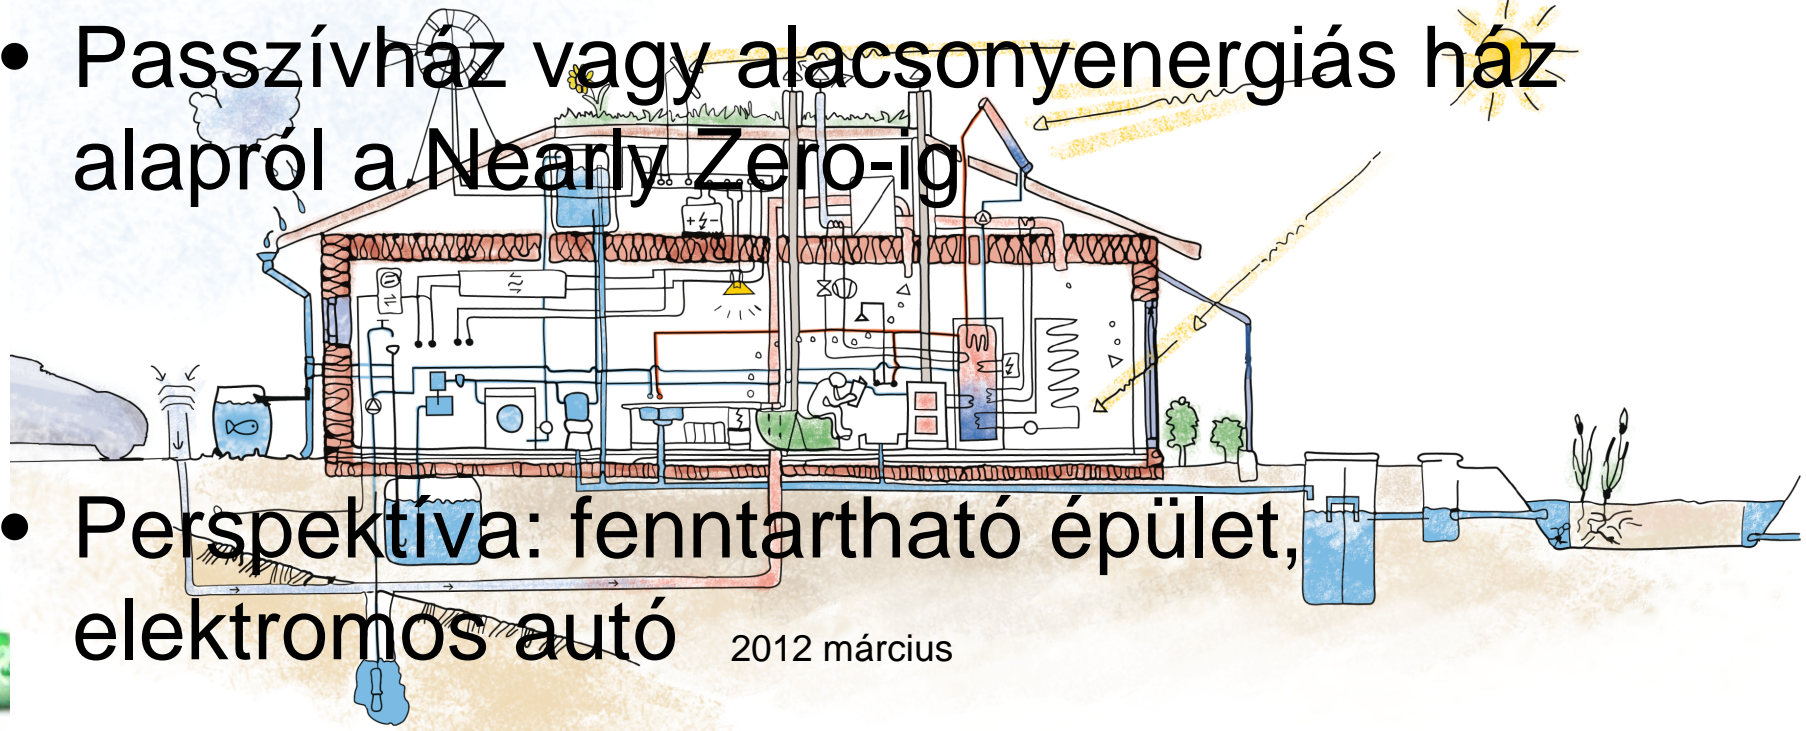 • Passzívház vagy alacsonyenergiás ház
alapról a Nearly Zero-ig
• Perspektíva: fenntartható épület,
elektromos autó 2012 március